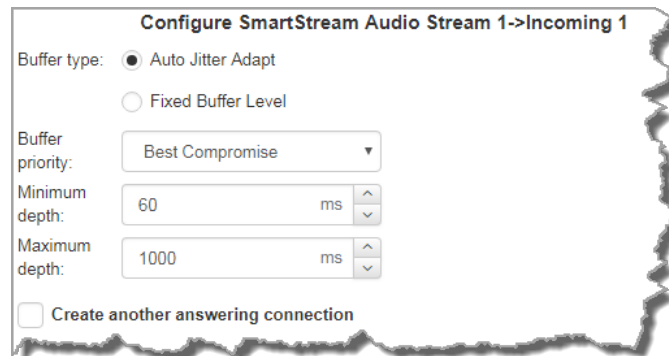 Configure SmartStream Audio Stream 1->Incoming 1
Buffer type: Auto Jitter Adapt
Fixed Buffer Level
Buffer
priority:
Best Compromise
Minimum
depth:
60 ms
Maximum
depth:
1000 ms
Create another answering connection